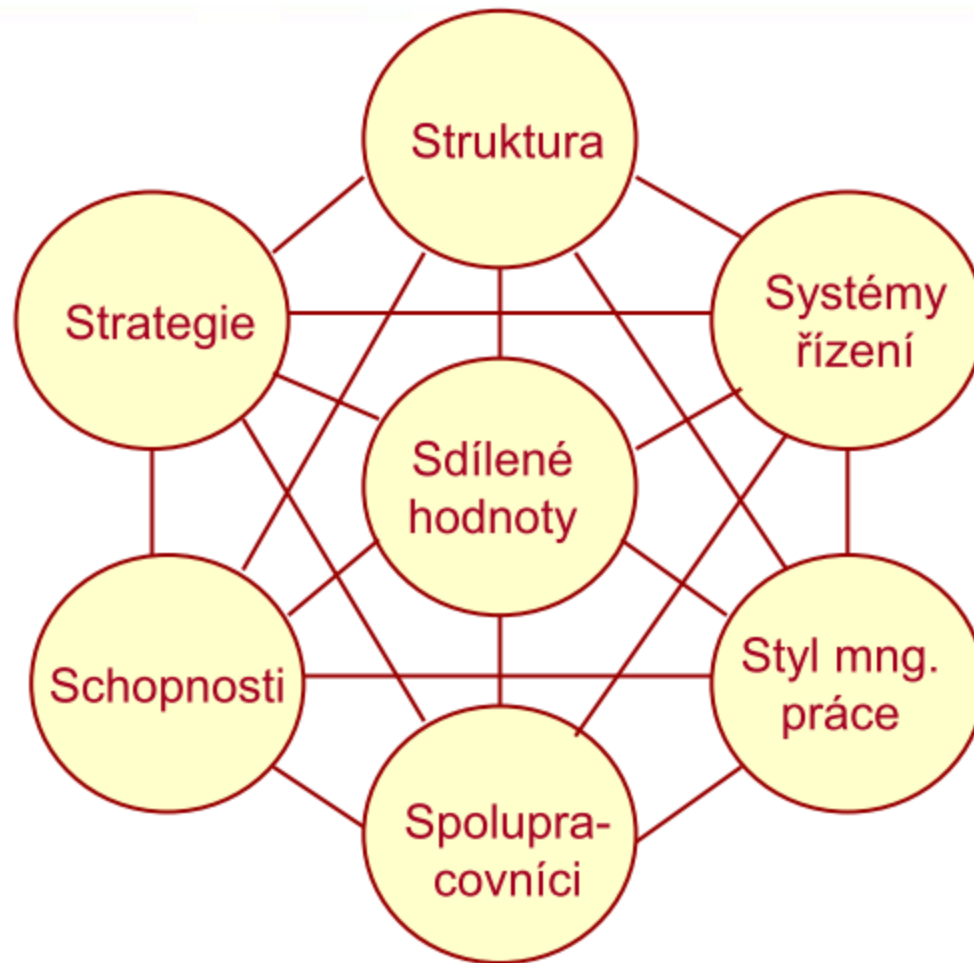 Struktura
Strategie
Systémy
řízení
Sdílené
hodnoty
Schopnosti
Styl mng.
práce
Spolupra-
covníci